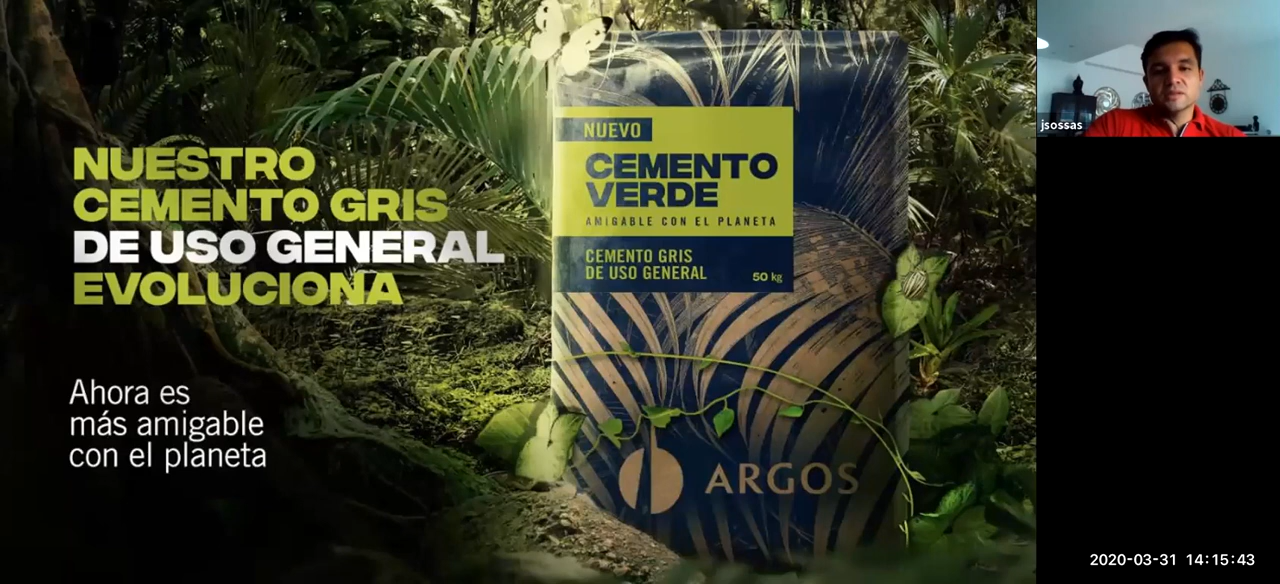 NUESTRO
CEMENTO GRIS
DE USO GENERAL
EVOLUCIONA
Ahora es
más amigable
con el planeta
NUEVO
CEMENTO
VERDE
AMIGABLE CON EL PLANETA
CEMENTO GRIS
DE USO GENERAL
50 kg
ARGOS
jsossas
2020-03-31 14:15:43